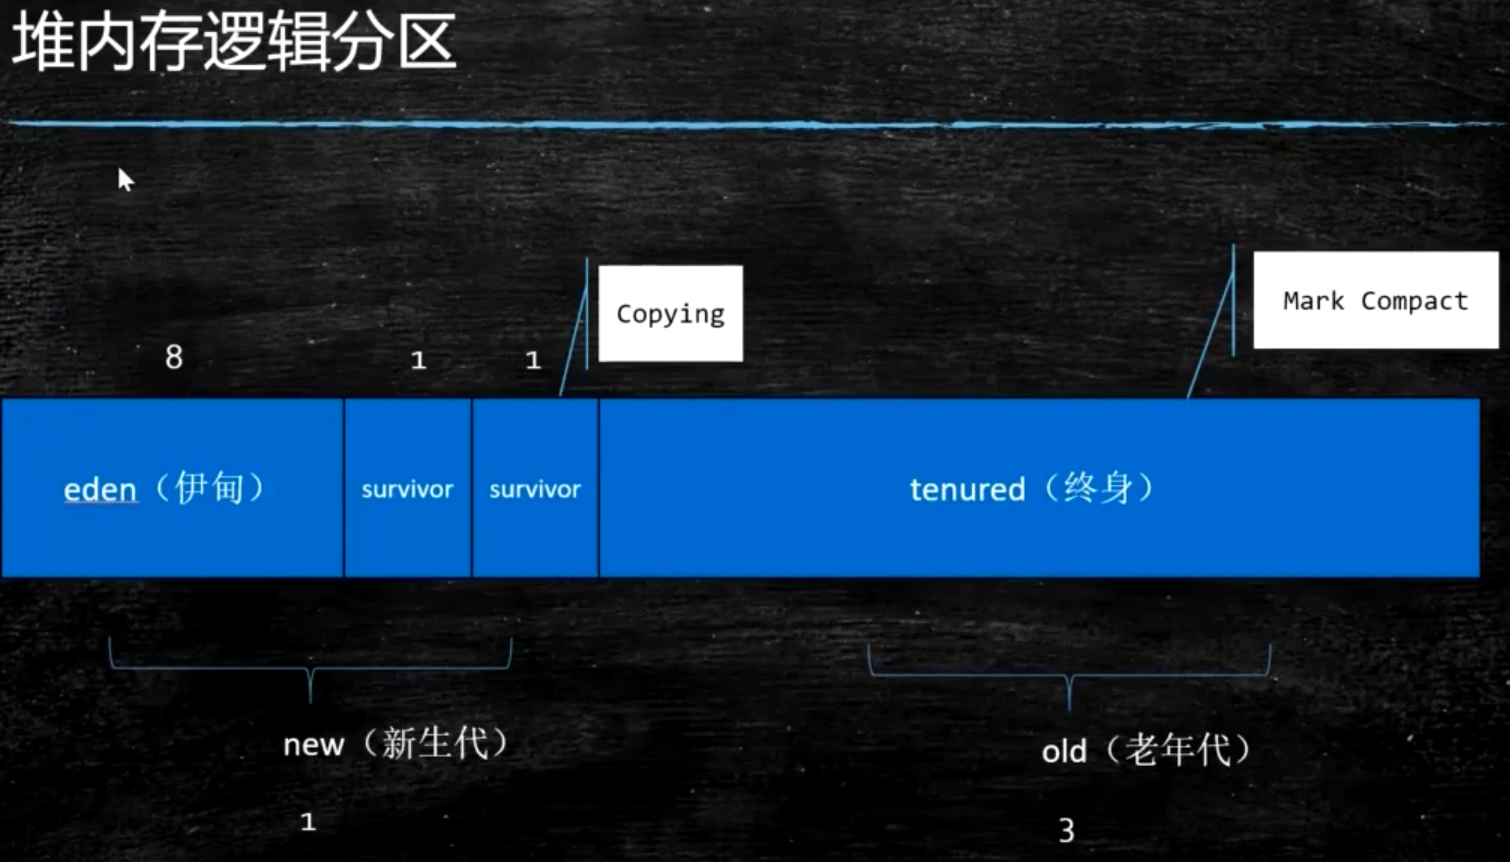 堆内存逻辑分区
Copying
Mark Compact
8
1
1
eden（伊甸）
survivor
survivor
tenured（终身）
new（新生代）
old（老年代）
1
3